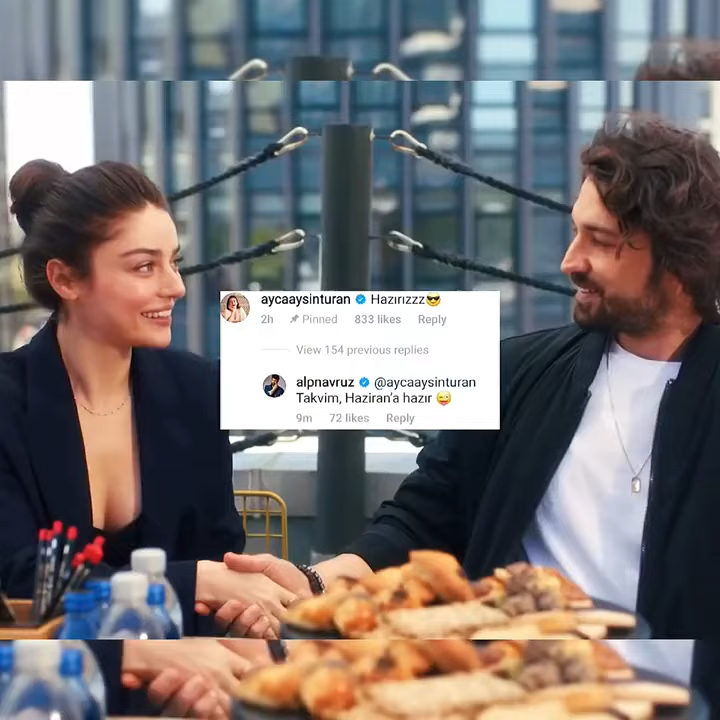 aycaaysinturan Hazırızzz😎
2h Pinned 833 likes Reply
View 154 previous replies
alpnavruz @aycaaysinturan
Takvim, Haziran'a hazır 😜
9m 72 likes Reply